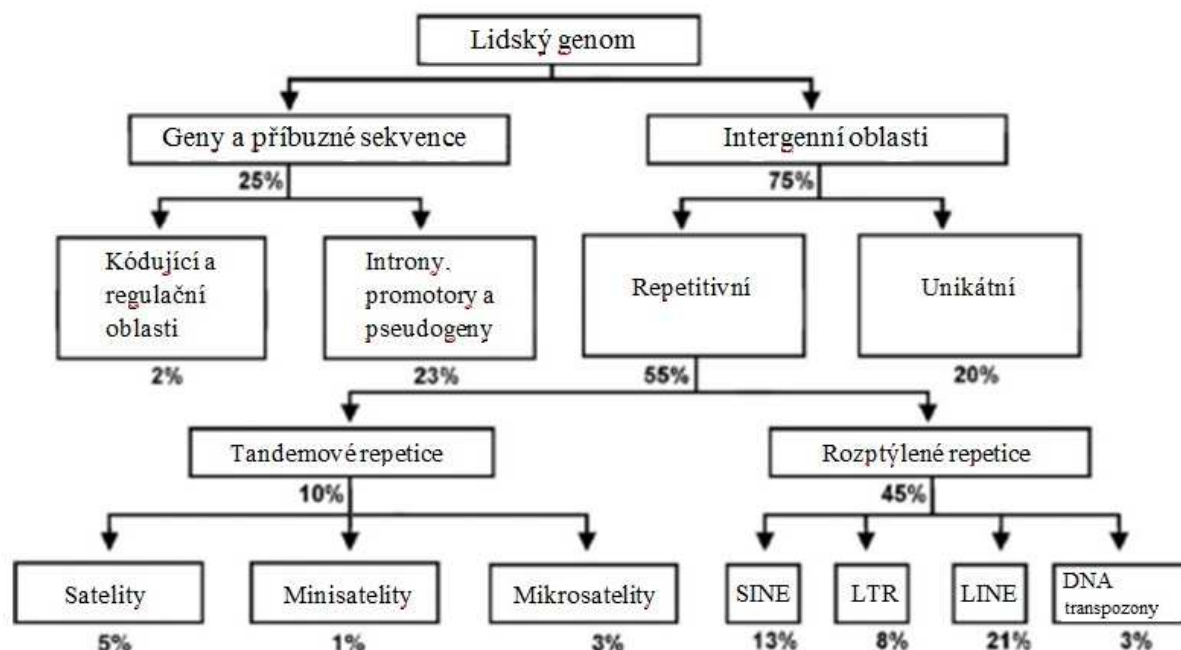 Lidský genom
Geny a příbuzné sekvence
Intergenní oblasti
25%
75%
Kódující a
regulační
oblasti
Introny,
promotory a
pseudogeny
Repetitivní
Unikátní
2%
23%
55%
20%
Tandemové repetice
Rozptýlené repetice
10%
45%
Satelity
Minisatelity
Mikrosatelity
SINE
LTR
LINE
DNA
transpozony
5%
1%
3%
13%
8%
21%
3%